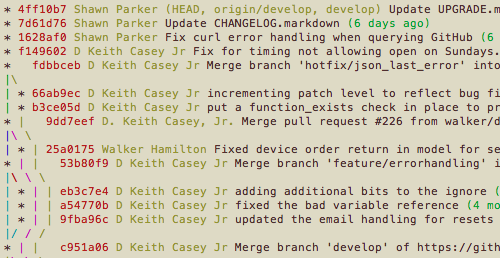 * 4ff10b7 Shawn Parker (HEAD, origin/develop, develop) Update UPGRADE.m
* 7d61d76 Shawn Parker Update CHANGELOG.markdown (6 days ago)
* 1628af0 Shawn Parker Fix curl error handling when querying GitHub (6
* f149602 D Keith Casey Jr Fix for timing not allowing open on Sundays.
*   fdbbceb D Keith Casey Jr Merge branch 'hotfix/json_last_error' into
|\
| * 66ab9ec D Keith Casey Jr incrementing patch level to reflect bug fi
| * b3ce05d D Keith Casey Jr put a function_exists check in place to pr
* |   9dd7eef D. Keith Casey, Jr. Merge pull request #226 from walker/d
|\ \
| * | 25a0175 Walker Hamilton Fixed device order return in model for se
* | |   53b80f9 D Keith Casey Jr Merge branch 'feature/errorhandling' i
|\ \ \
| * | | eb3c7e4 D Keith Casey Jr adding additional bits to the ignore (
| * | | a54770b D Keith Casey Jr fixed the bad variable reference (4 mo
| * | | 9fba96c D Keith Casey Jr updated the email handling for resets
|/ / /
* | |   c951a06 D Keith Casey Jr Merge branch 'develop' of https://gith